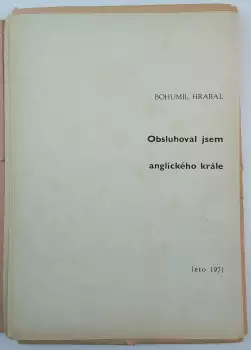 BOHUMIL HRABAL
Obsluhoval jsem
anglického krále
léto 1971